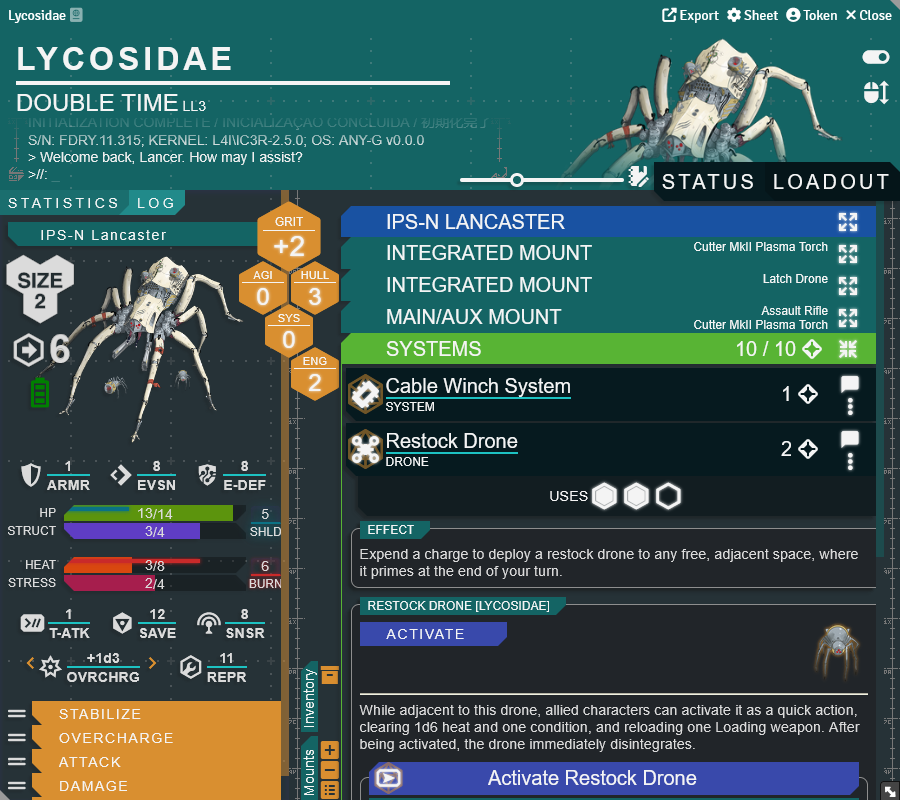 Lycosidae
Export Sheet Token Close
LYCOSIDAE
DOUBLE TIME LL3
INITIALIZATION COMPLETE / INICIALIZAÇÃO CONCLUÍDA / 初期化完了
S/N: FDRY.11.315; KERNEL: L4I\IC3R-2.5.0; OS: ANY-G v0.0.0
> Welcome back, Lancer. How may I assist?
>//: _
STATUS LOADOUT
STATISTICS LOG
IPS-N Lancaster
SIZE
2
6
GRIT
+2
AGI
0
HULL
3
SYS
0
ENG
2
1
ARMR
8
EVSN
8
E-DEF
HP 13/14
5
SHLD
STRUCT 3/4
HEAT 3/8
6
BURN
STRESS 2/4
1
T-ATK
12
SAVE
8
SNSR
+1d3
OVRCHRG
11
REPR
STABILIZE
OVERCHARGE
ATTACK
DAMAGE
Inventory
Mounts
IPS-N LANCASTER
INTEGRATED MOUNT Cutter MkII Plasma Torch
INTEGRATED MOUNT Latch Drone
MAIN/AUX MOUNT Assault Rifle
Cutter MkII Plasma Torch
SYSTEMS 10 / 10
Cable Winch System 1
SYSTEM
Restock Drone 2
DRONE
USES
EFFECT
Expend a charge to deploy a restock drone to any free, adjacent space, where
it primes at the end of your turn.
RESTOCK DRONE [LYCOSIDAE]
ACTIVATE
While adjacent to this drone, allied characters can activate it as a quick action,
clearing 1d6 heat and one condition, and reloading one Loading weapon. After
being activated, the drone immediately disintegrates.
Activate Restock Drone